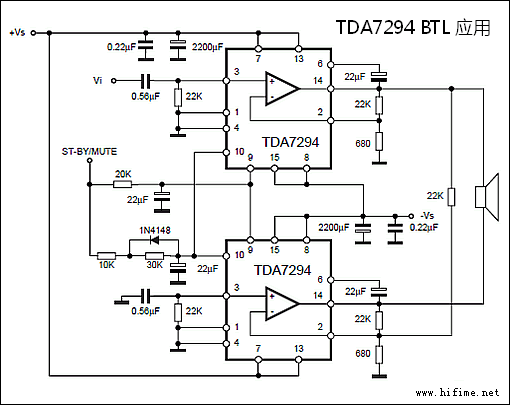 TDA7294 BTL 应用
+Vs
0.22µF
2200µF
7
13
6
22µF
Vi
3
14
0.56µF
22K
22K
1
2
4
TDA7294
680
ST-BY/MUTE
10
9
15
8
20K
22µF
22K
-Vs
2200µF
0.22µF
1N4148
9
15
8
10K
30K
22µF
10
TDA7294
6
22µF
3
14
0.56µF
22K
22K
1
2
4
7
13
680
www.hifime.net